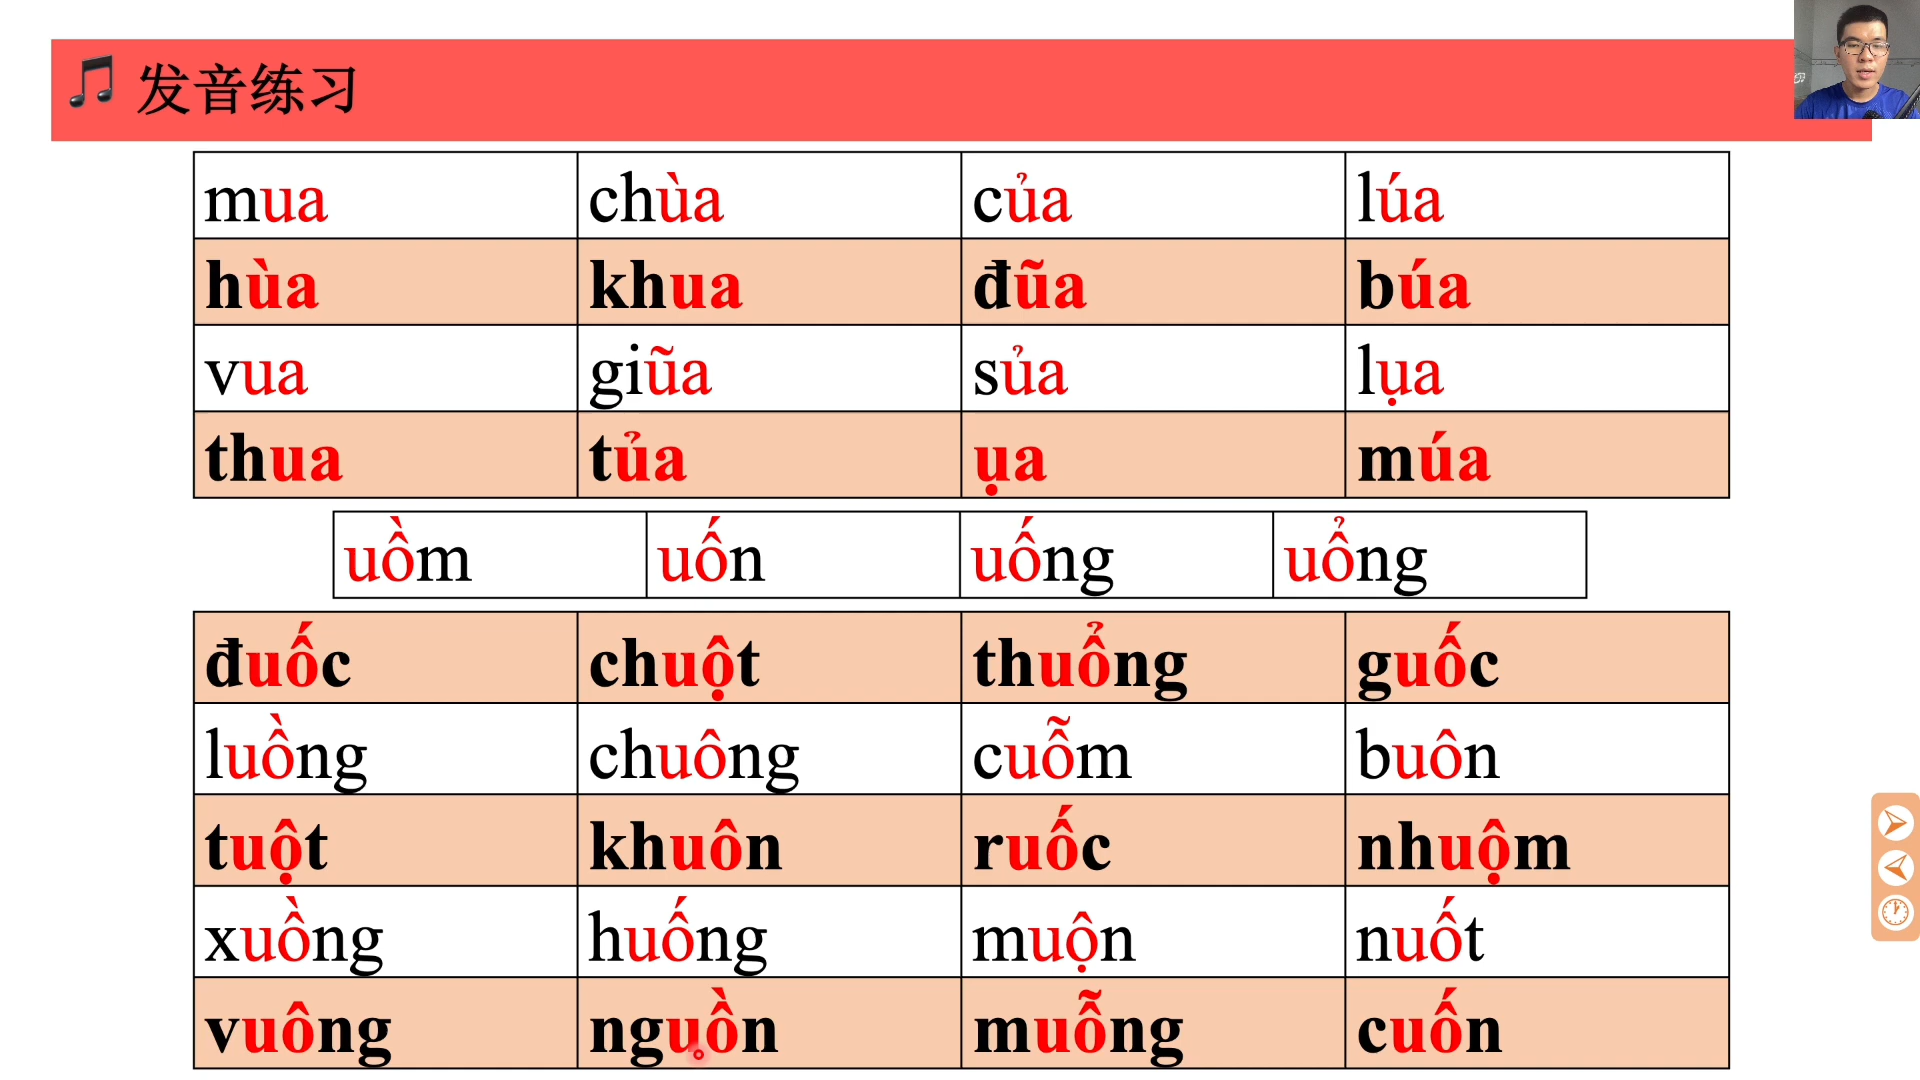 发音练习
mua chùa của lúa
hùa khua đũa búa
vua giũa sủa lụa
thua tủa ụa múa
uồm uốn uống uổng
đuốc chuột thuổng guốc
luồng chuông cuỗm buôn
tuột khuôn ruốc nhuộm
xuồng huống muộn nuốt
vuông nguồn muỗng cuốn